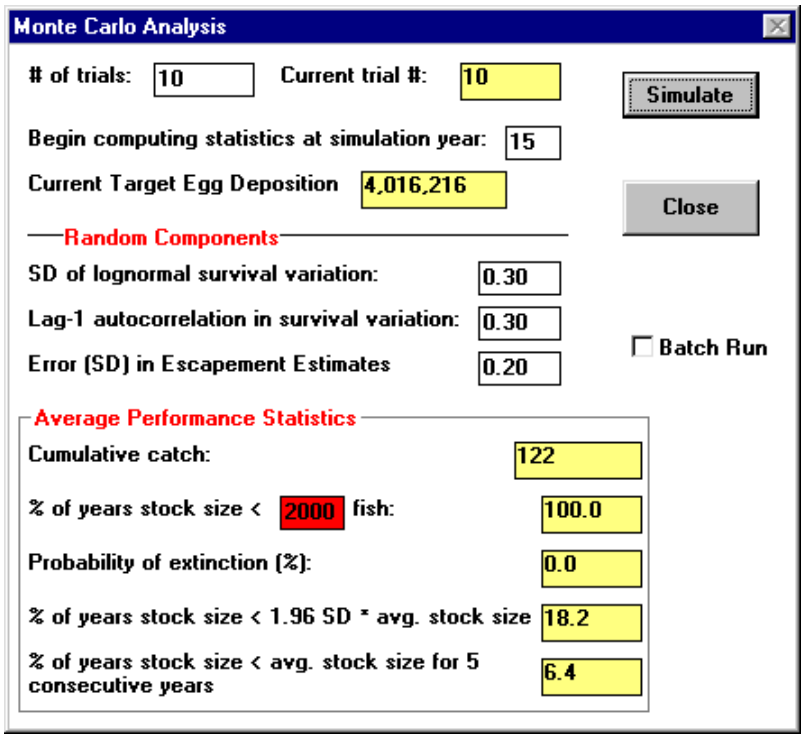 Monte Carlo Analysis
# of trials: 10 Current trial #: 10
Simulate
Begin computing statistics at simulation year: 15
Current Target Egg Deposition 4,016,216
Close
Random Components
SD of lognormal survival variation: 0.30
Lag-1 autocorrelation in survival variation: 0.30
Batch Run
Error (SD) in Escapement Estimates 0.20
Average Performance Statistics
Cumulative catch: 122
% of years stock size < 2000 fish: 100.0
Probability of extinction (%): 0.0
% of years stock size < 1.96 SD * avg. stock size 18.2
% of years stock size < avg. stock size for 5
consecutive years 6.4